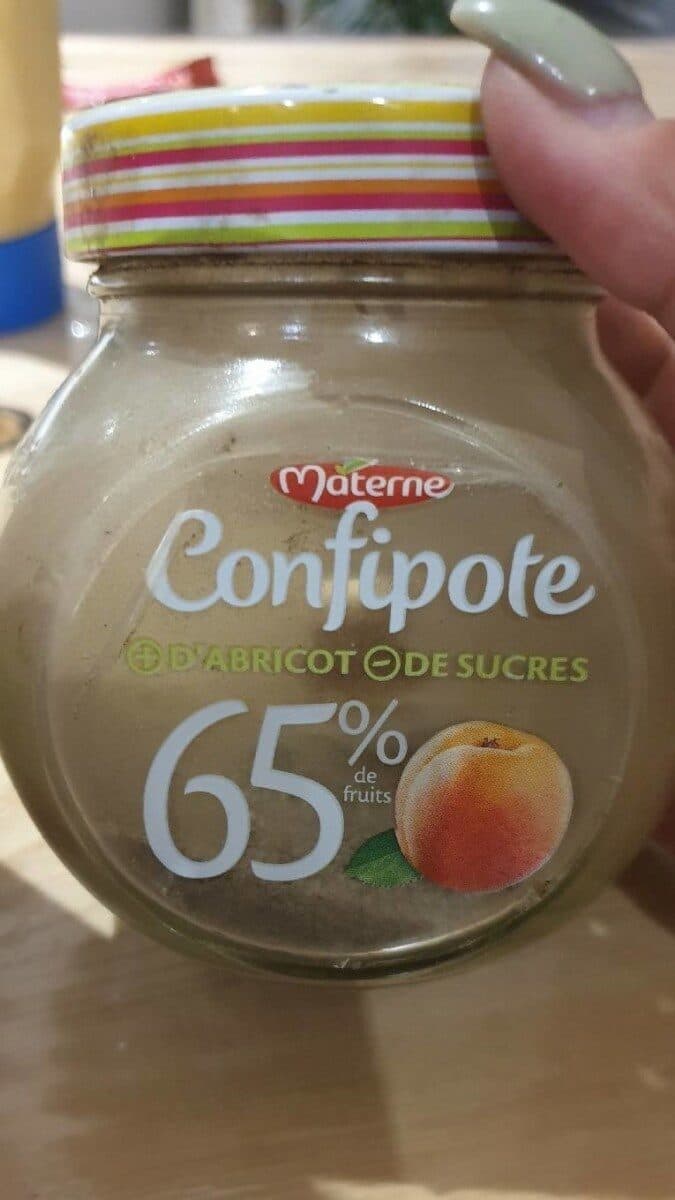 Materne
Confipote
+ D'ABRICOT - DE SUCRES
65%
de
fruits